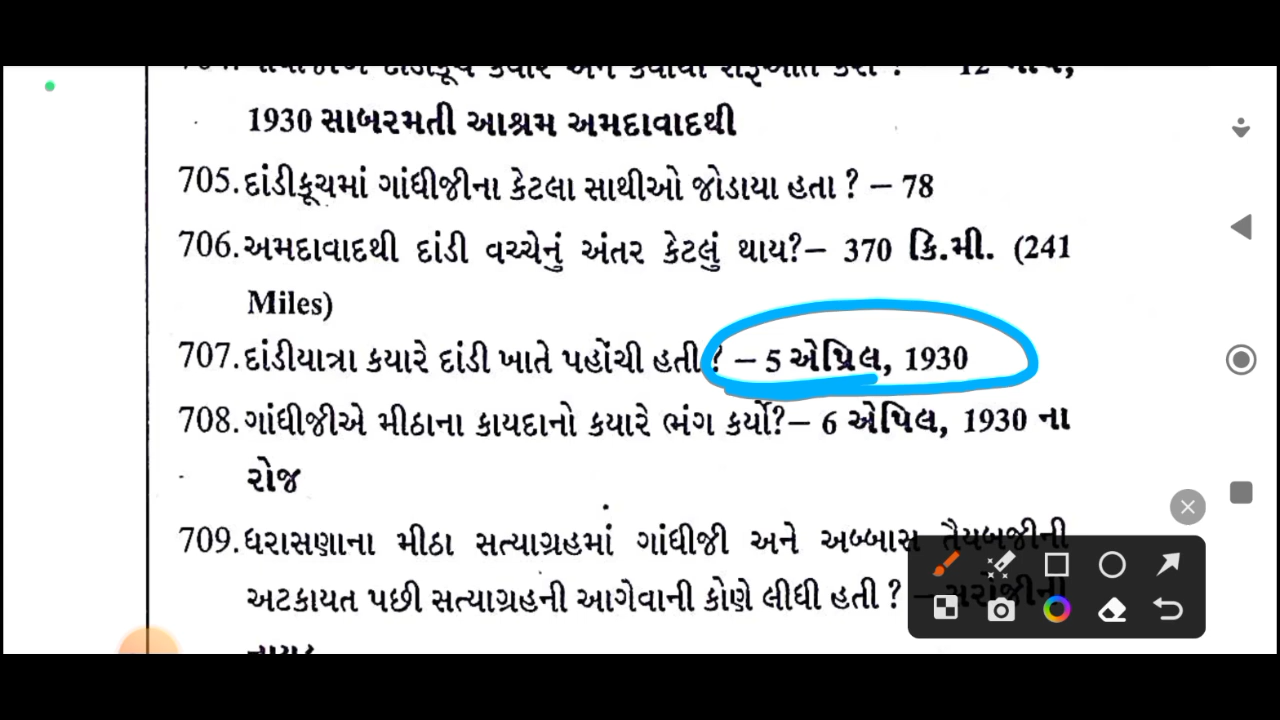 1930 સાબરમતી આશ્રમ અમદાવાદથી
705. દાંડીકૂચમાં ગાંધીજીના કેટલા સાથીઓ જોડાયા હતા ? – 78
706. અમદાવાદથી દાંડી વચ્ચેનું અંતર કેટલું થાય?– 370 કિ.મી. (241
Miles)
707. દાંડીયાત્રા કયારે દાંડી ખાતે પહોંચી હતી ? – 5 એપ્રિલ, 1930
708. ગાંધીજીએ મીઠાના કાયદાનો કયારે ભંગ કર્યો?– 6 એપ્રિલ, 1930 ના
રોજ
709. ધરાસણાના મીઠા સત્યાગ્રહમાં ગાંધીજી અને અબ્બાસ તૈયબજીની
અટકાયત પછી સત્યાગ્રહની આગેવાની કોણે લીધી હતી ? – સરોજીની